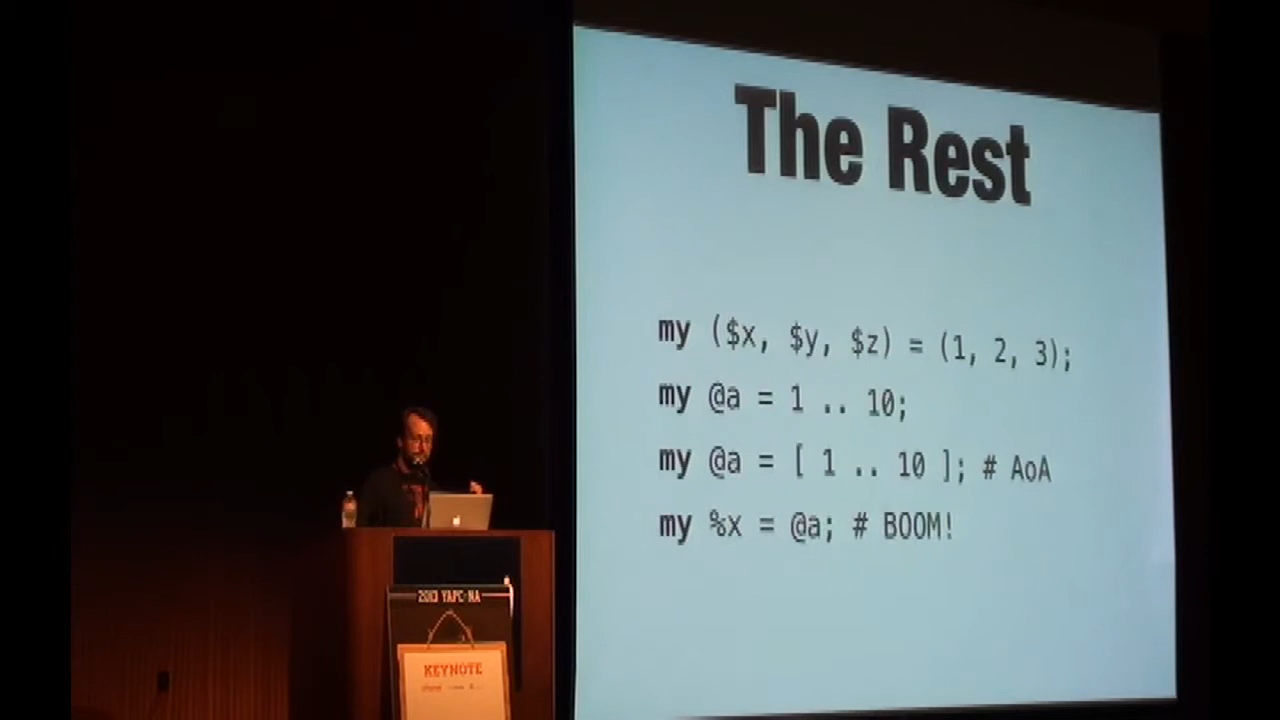 The Rest
my ($x, $y, $z) = (1, 2, 3);
my @a = 1 .. 10;
my @a = [ 1 .. 10 ]; # AoA
my %x = @a; # BOOM!
2013 YAPC·NA
KEYNOTE